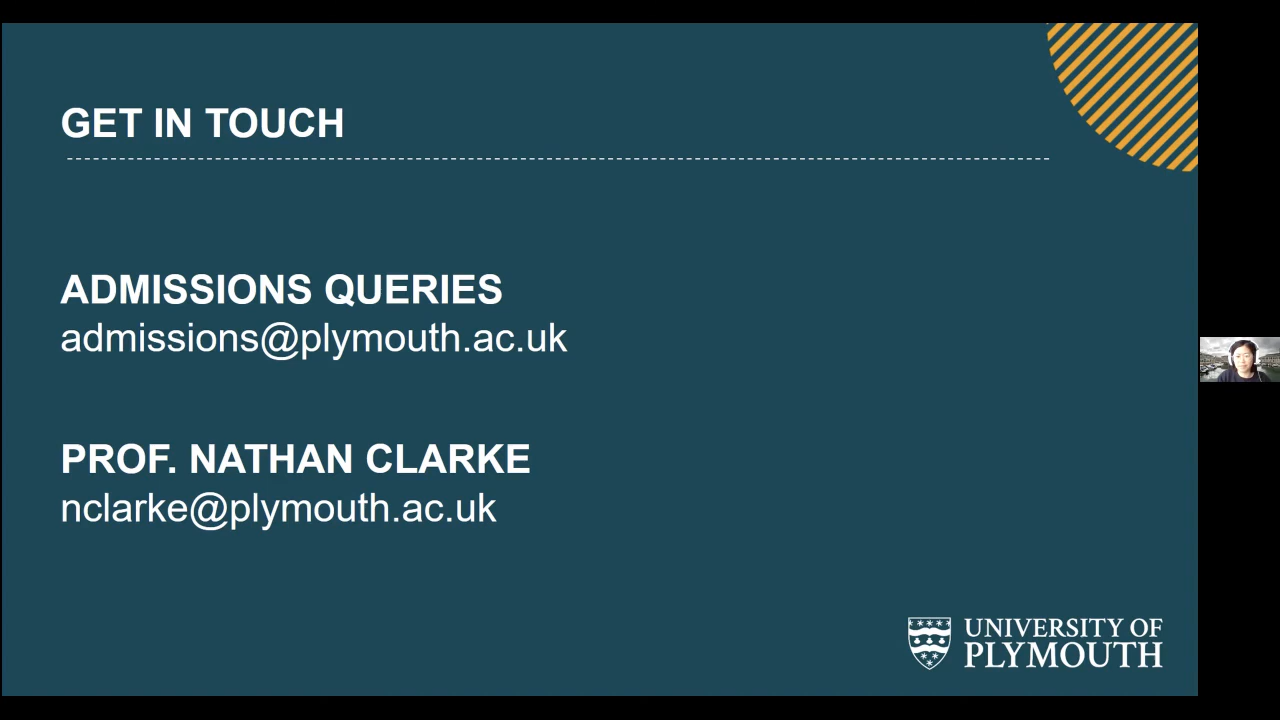 GET IN TOUCH
ADMISSIONS QUERIES
admissions@plymouth.ac.uk
PROF. NATHAN CLARKE
nclarke@plymouth.ac.uk
UNIVERSITY OF
PLYMOUTH